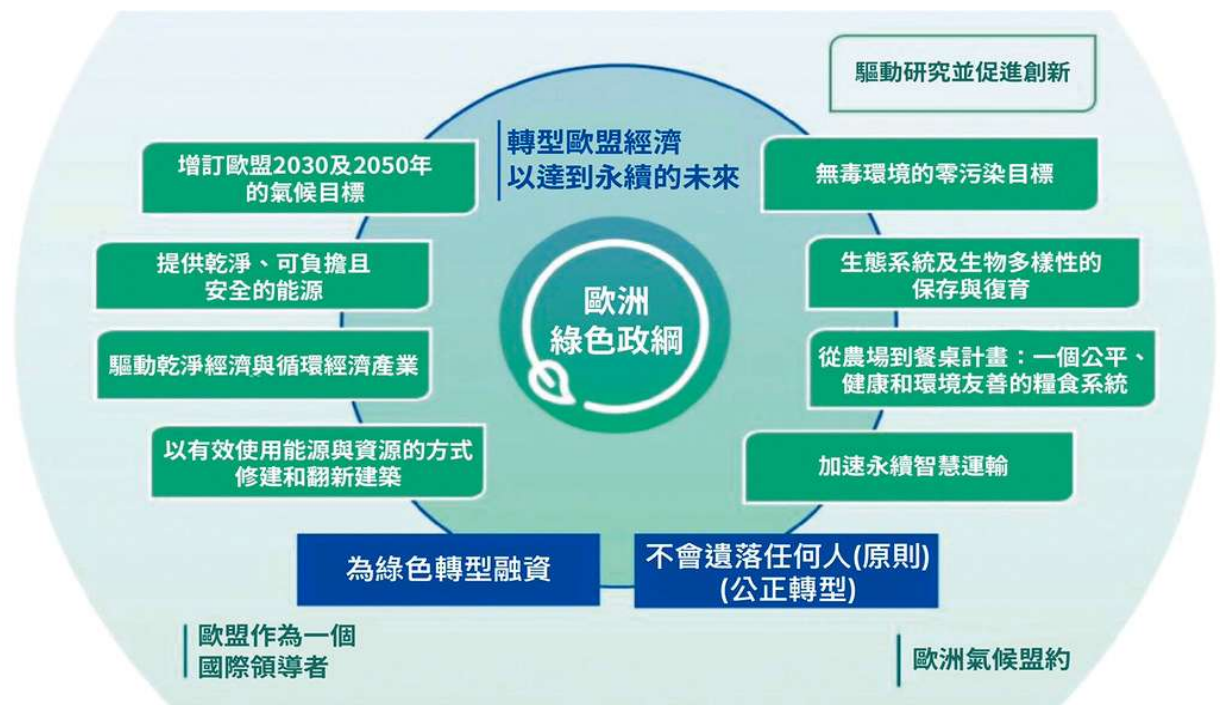 驅動研究並促進創新
轉型歐盟經濟
以達到永續的未來
增訂歐盟2030及2050年
的氣候目標
無毒環境的零污染目標
提供乾淨、可負擔且
安全的能源
生態系統及生物多樣性的
保存與復育
歐洲
綠色政綱
驅動乾淨經濟與循環經濟產業
從農場到餐桌計畫：一個公平、
健康和環境友善的糧食系統
以有效使用能源與資源的方式
修建和翻新建築
加速永續智慧運輸
為綠色轉型融資
不會遺落任何人(原則)
(公正轉型)
歐盟作為一個
國際領導者
歐洲氣候盟約